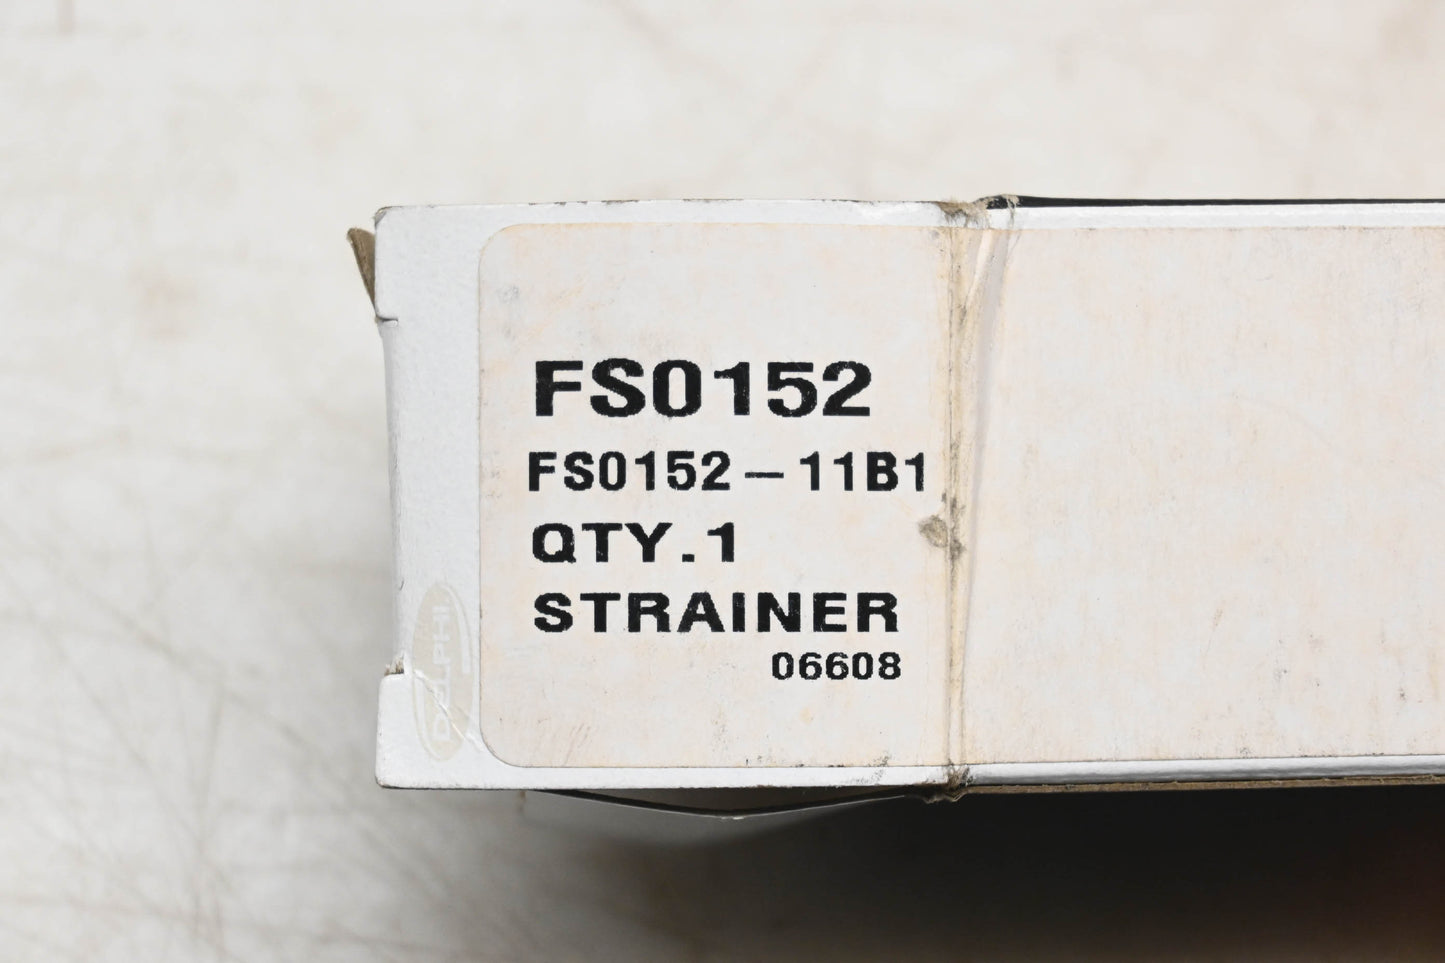 FS0152
FS0152-11B1
QTY.1
STRAINER
06608
DELPHI